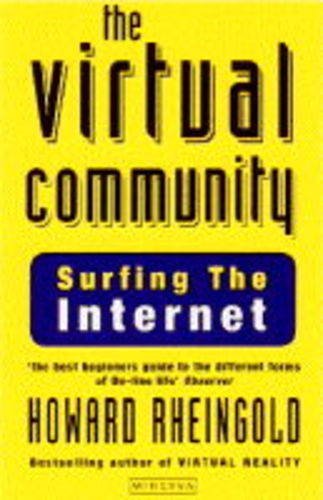 the
virtual
community
Surfing The
Internet
'the best beginners guide to the different forms
of On-line life' Observer
HOWARD RHEINGOLD
Bestselling author of VIRTUAL REALITY
MINERVA